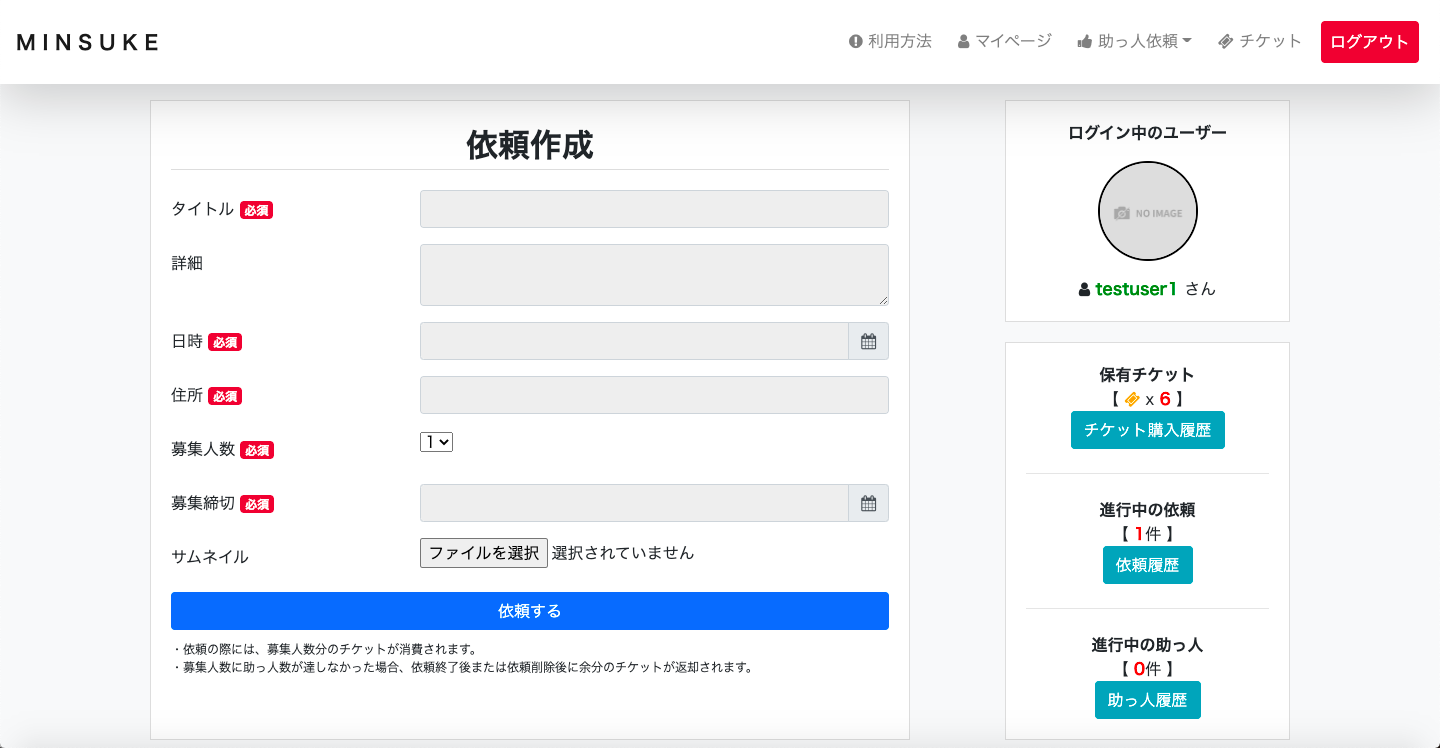 MINSUKE
利用方法 マイページ 助っ人依頼 チケット ログアウト
依頼作成
タイトル 必須
詳細
日時 必須
住所 必須
募集人数 必須 1
募集締切 必須
サムネイル ファイルを選択 選択されていません
依頼する
・依頼の際には、募集人数分のチケットが消費されます。
・募集人数に助っ人数が達しなかった場合、依頼終了後または依頼削除後に余分のチケットが返却されます。
ログイン中のユーザー
NO IMAGE
testuser1 さん
保有チケット
【 x 6 】
チケット購入履歴
進行中の依頼
【 1件 】
依頼履歴
進行中の助っ人
【 0件 】
助っ人履歴